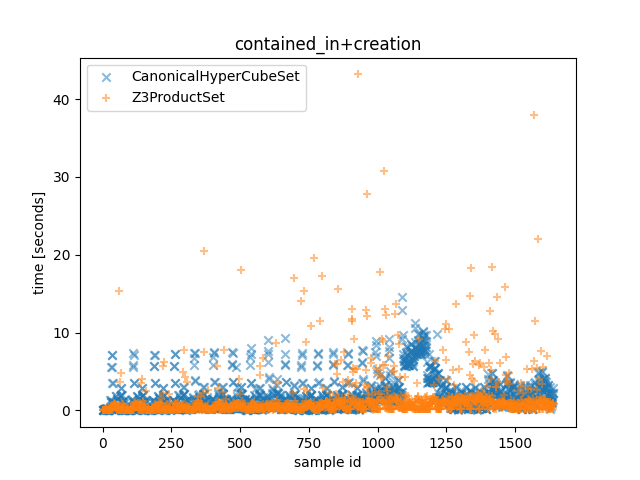 contained_in+creation
CanonicalHyperCubeSet
Z3ProductSet
time [seconds]
40
30
20
10
0
0 250 500 750 1000 1250 1500
sample id